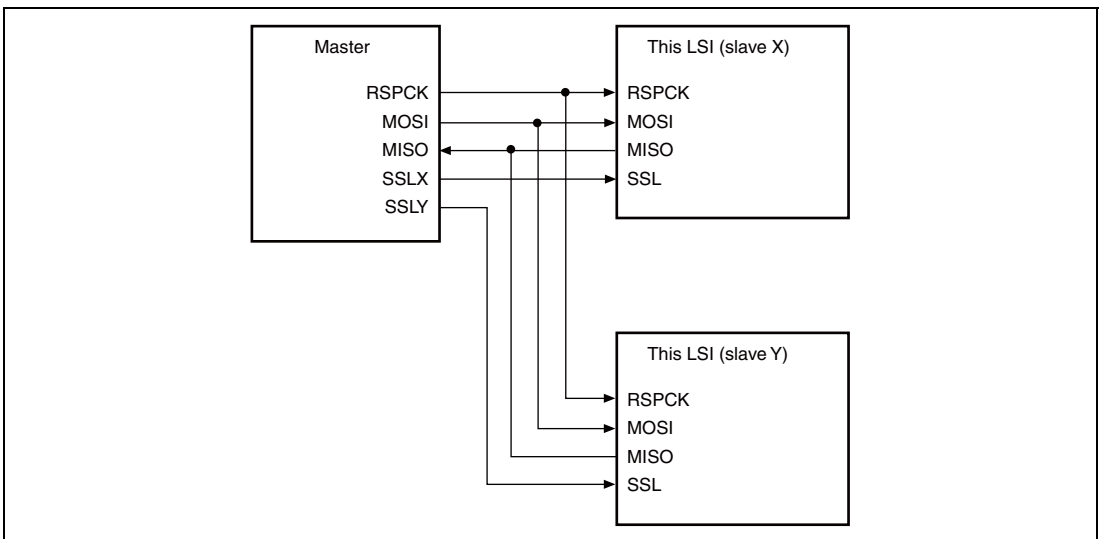 Master
RSPCK
MOSI
MISO
SSLX
SSLY
This LSI (slave X)
RSPCK
MOSI
MISO
SSL
This LSI (slave Y)
RSPCK
MOSI
MISO
SSL